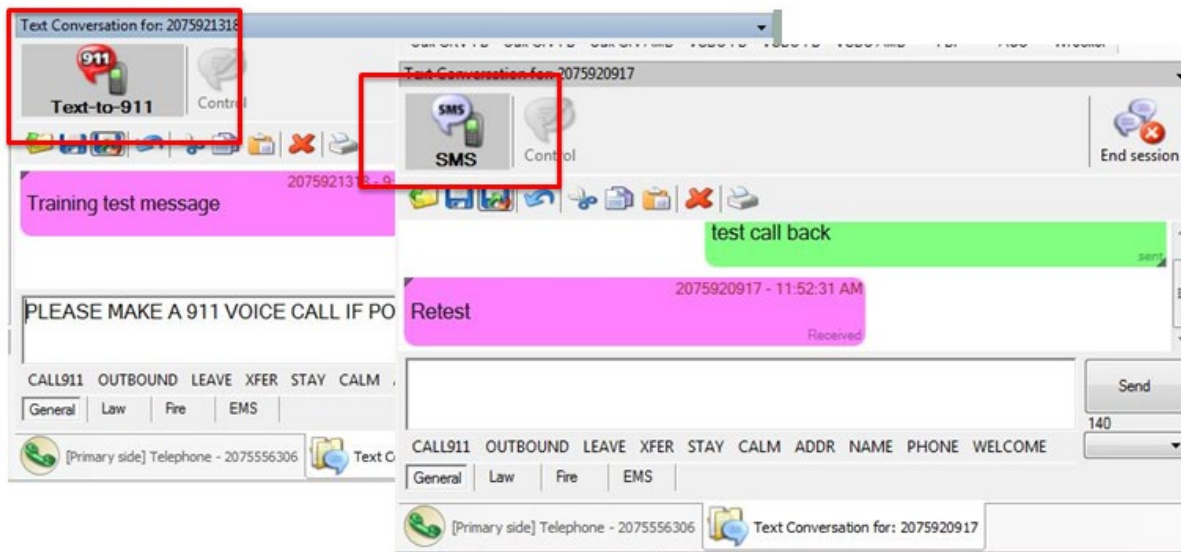 Text Conversation for: 2075921318
911
Text-to-911
Control
2075921318 - 9
Training test message
PLEASE MAKE A 911 VOICE CALL IF PO
CALL911 OUTBOUND LEAVE XFER STAY CALM
General Law Fire EMS
[Primary side] Telephone - 2075556306 Text C
Text Conversation for: 2075920917
SMS
SMS
Control
End session
test call back
sent
2075920917 - 11:52:31 AM
Retest
Received
Send
140
CALL911 OUTBOUND LEAVE XFER STAY CALM ADDR NAME PHONE WELCOME
General Law Fire EMS
[Primary side] Telephone - 2075556306 Text Conversation for: 2075920917